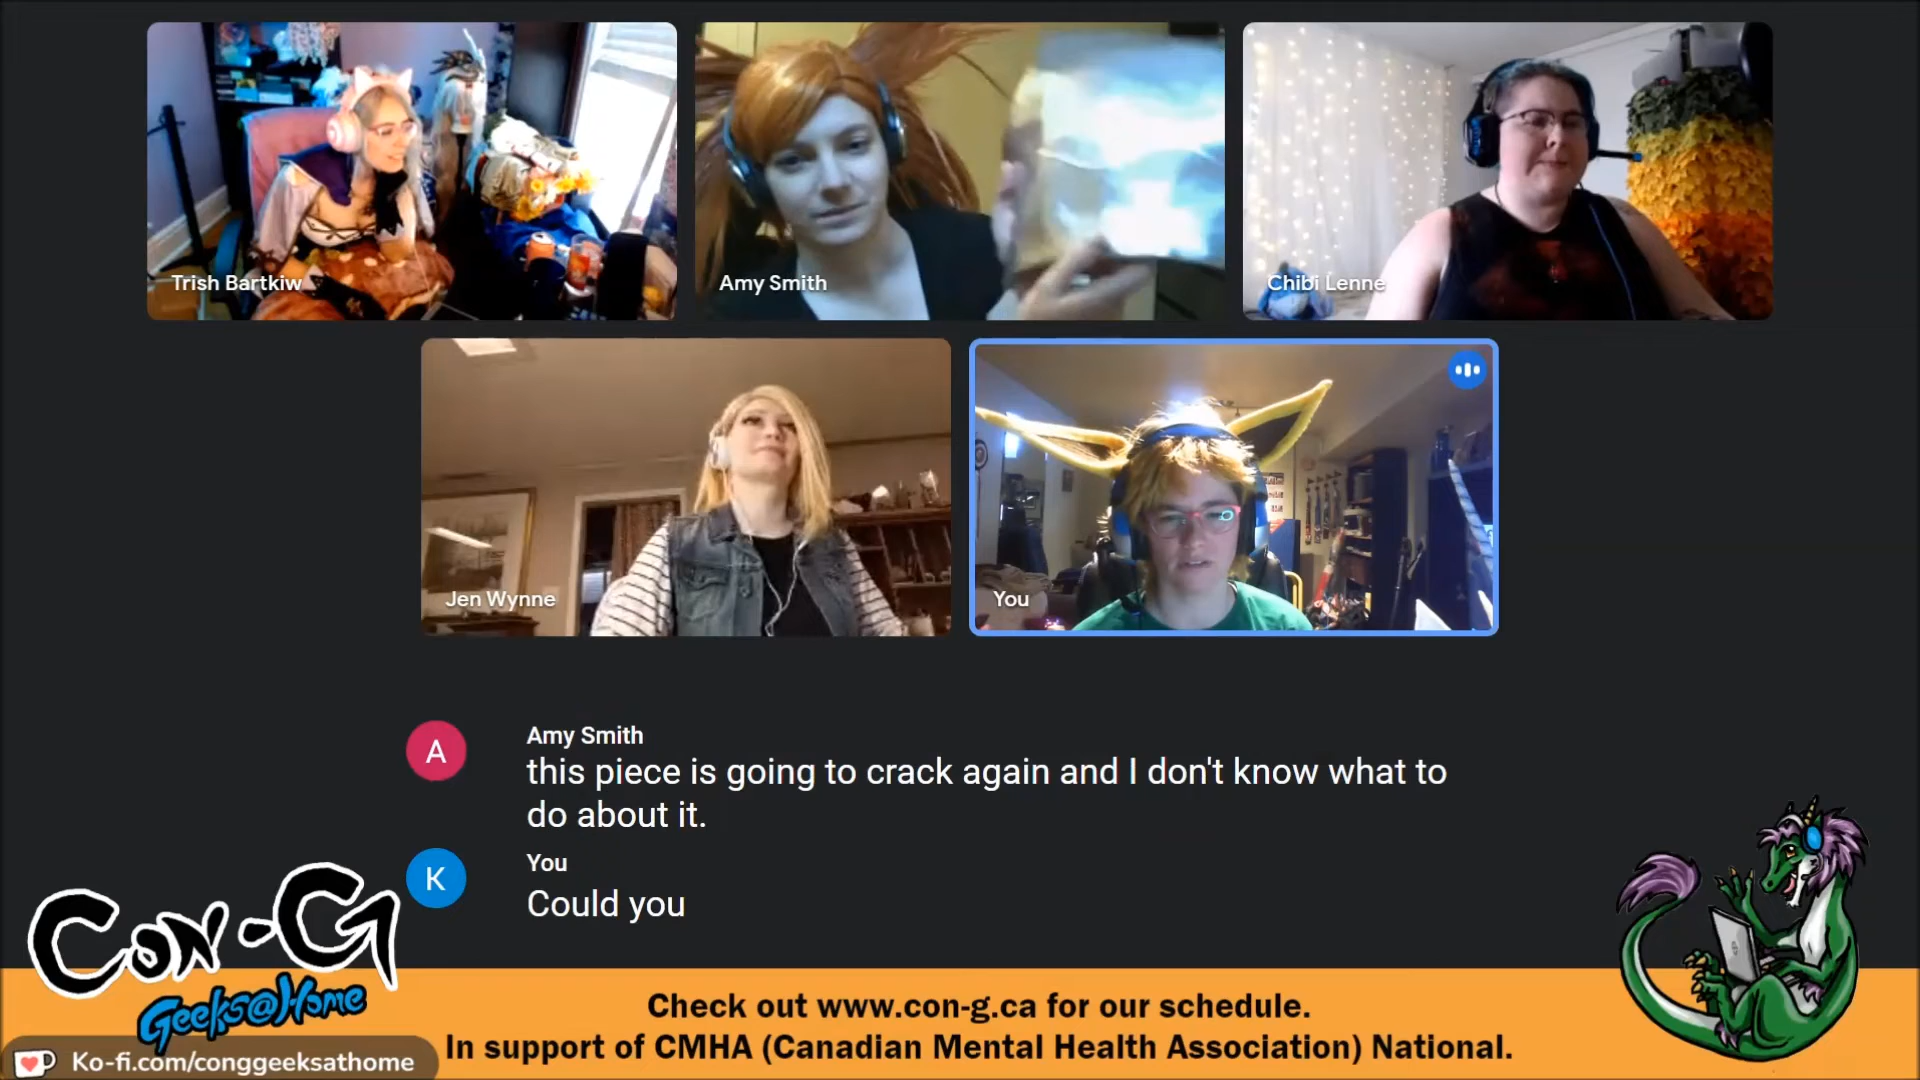 Trish Bartkiw
Amy Smith
Chibi Lenne
Jen Wynne
You
A
Amy Smith
this piece is going to crack again and I don't know what to
do about it.
K
You
Could you
Con-G
Geeks@Home
Check out www.con-g.ca for our schedule.
In support of CMHA (Canadian Mental Health Association) National.
Ko-fi.com/conggeeksathome